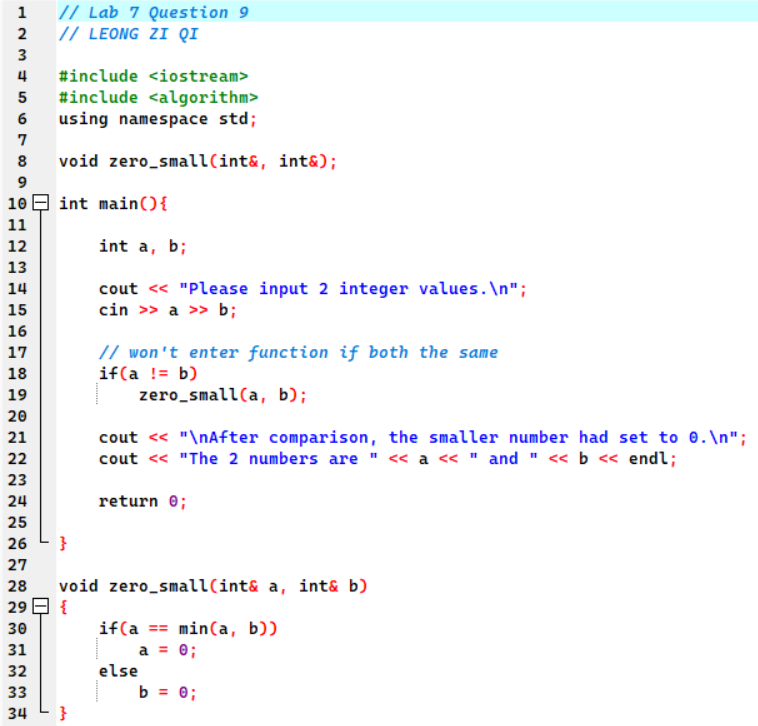 1 // Lab 7 Question 9
2 // LEONG ZI QI
3
4 #include <iostream>
5 #include <algorithm>
6 using namespace std;
7
8 void zero_small(int&, int&);
9
10 int main(){
11
12     int a, b;
13
14     cout << "Please input 2 integer values.\n";
15     cin >> a >> b;
16
17     // won't enter function if both the same
18     if(a != b)
19         zero_small(a, b);
20
21     cout << "\nAfter comparison, the smaller number had set to 0.\n";
22     cout << "The 2 numbers are " << a << " and " << b << endl;
23
24     return 0;
25
26 }
27
28 void zero_small(int& a, int& b)
29 {
30     if(a == min(a, b))
31         a = 0;
32     else
33         b = 0;
34 }